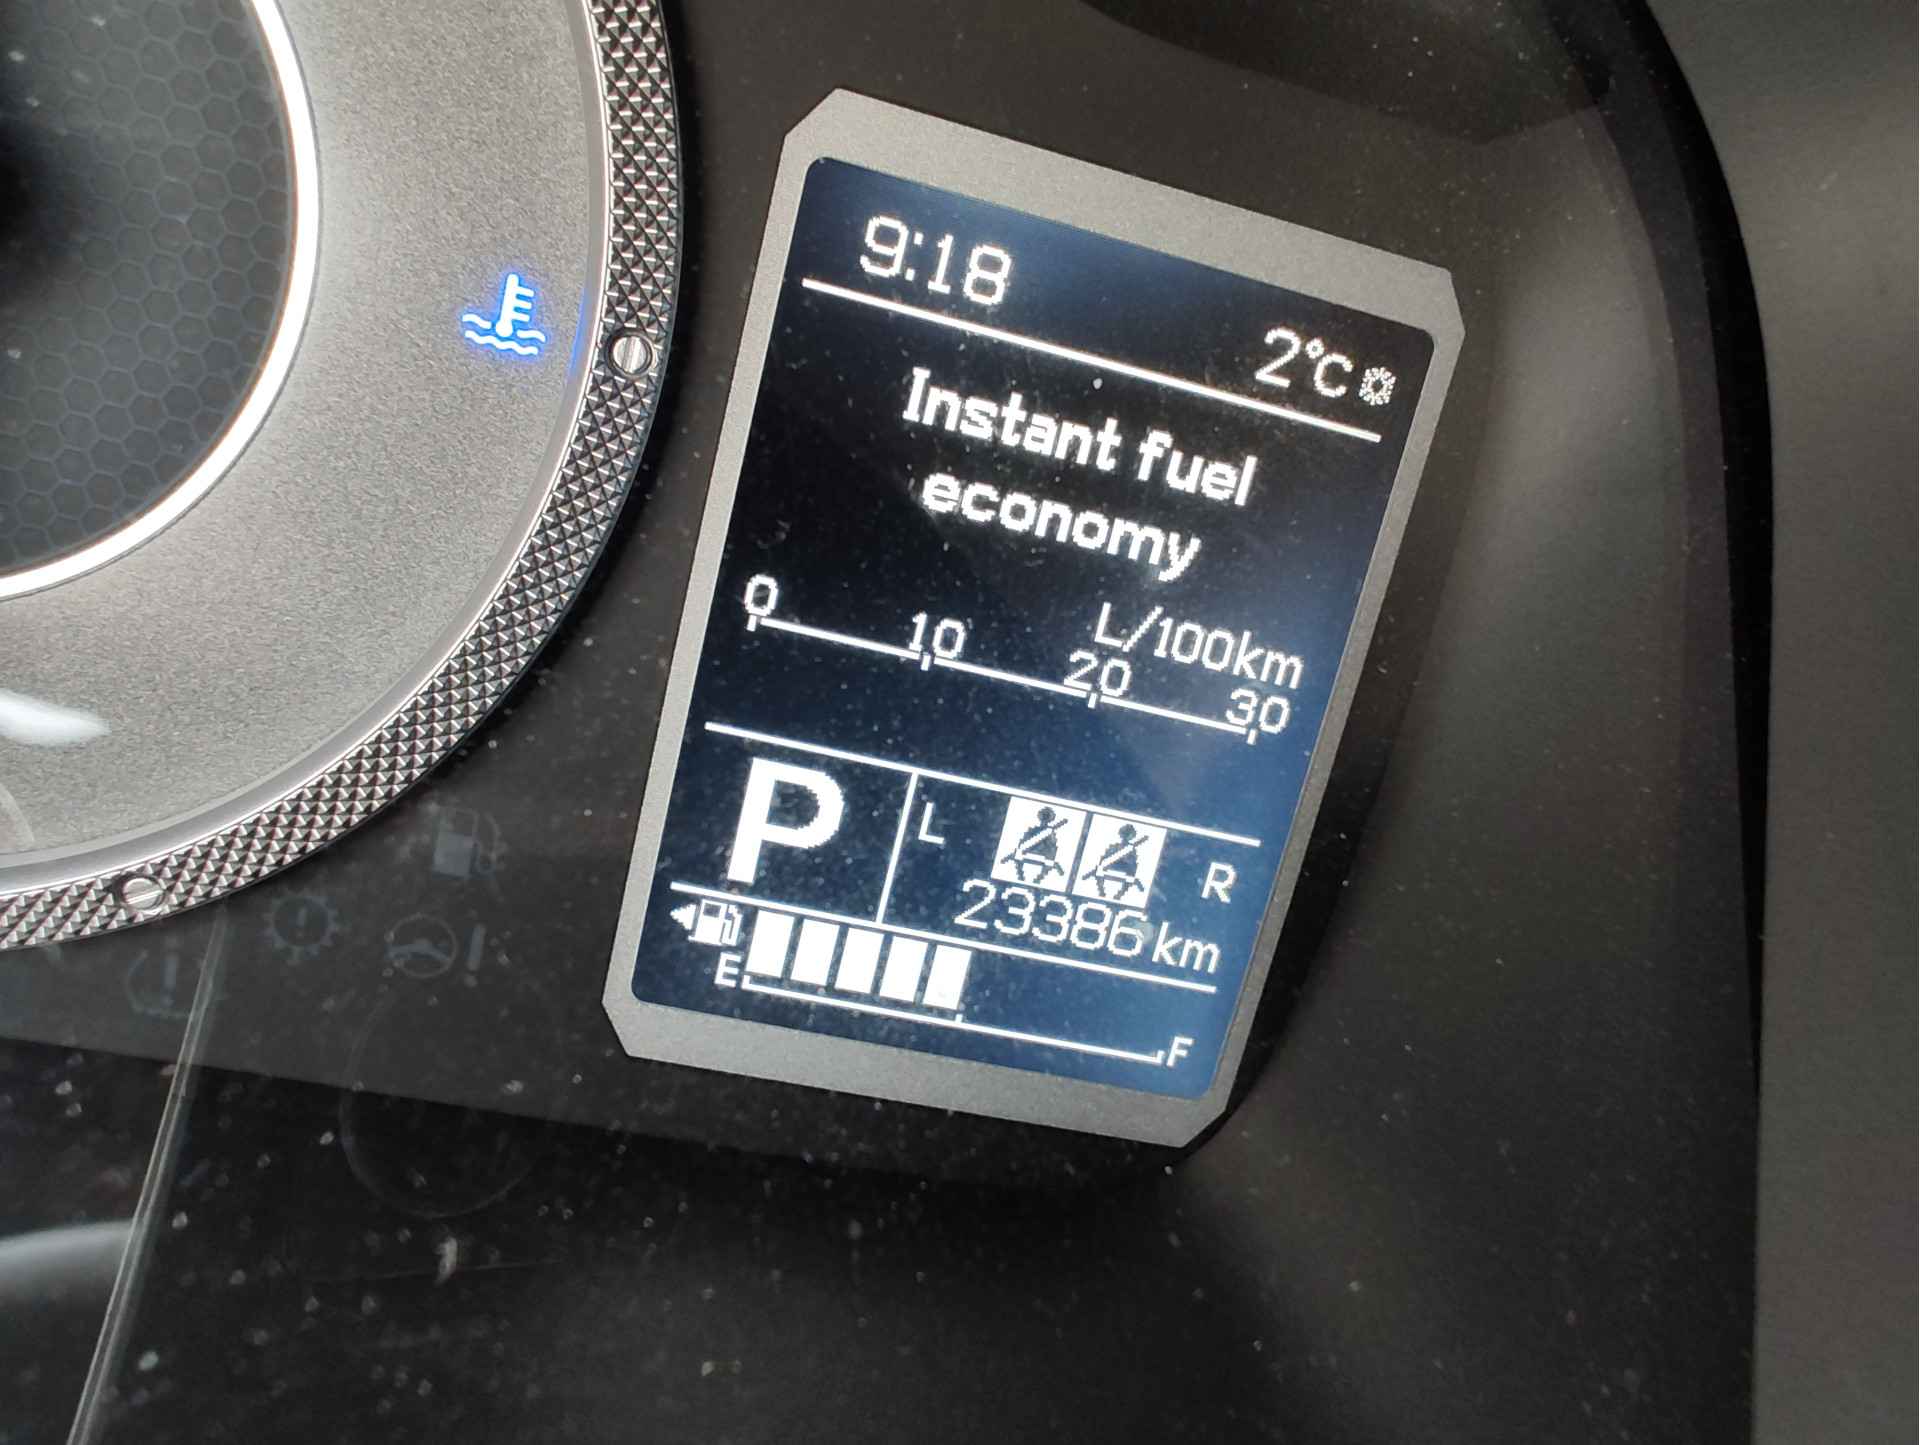 9:18
2°C
Instant fuel
economy
L/100km
0 10 20 30
P
L R
23386 km
E F